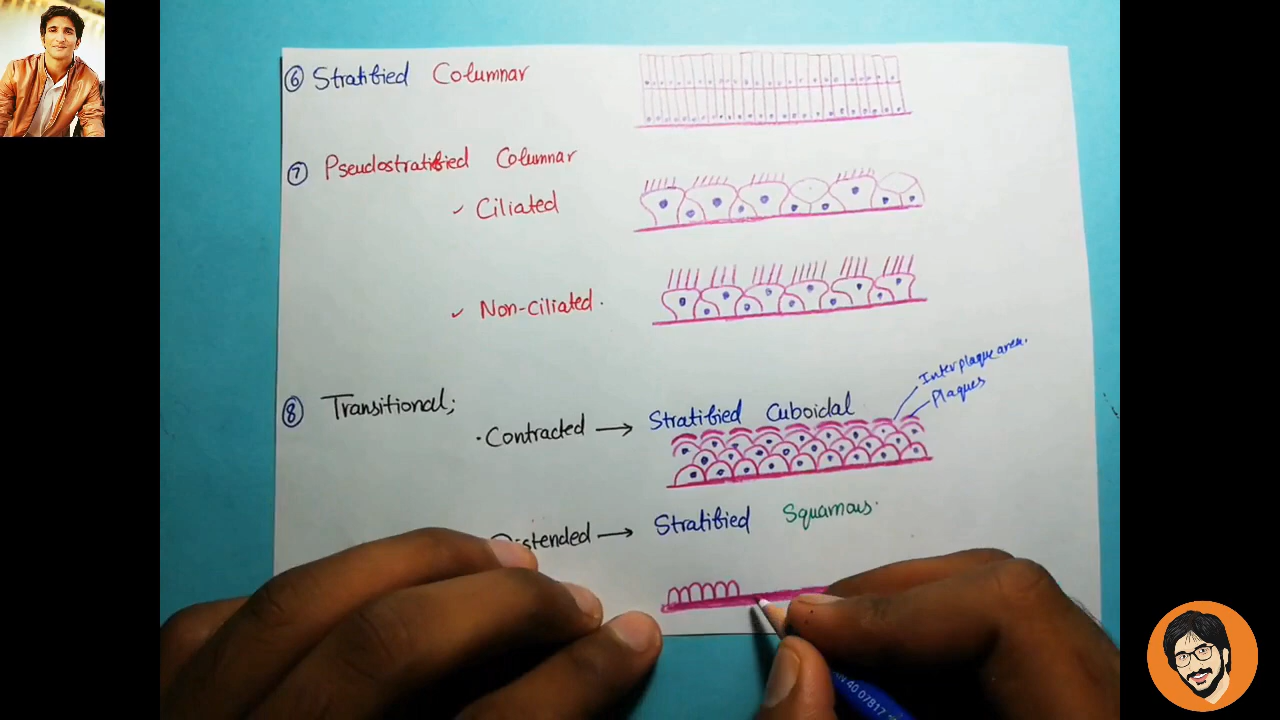 ⑥ Stratified Columnar
⑦ Pseudostratified Columnar
✓ Ciliated
✓ Non-Ciliated.
⑧ Transitional;
• Contracted → Stratified Cuboidal
Interplaque area.
Plaques
Distended → Stratified Squamous.